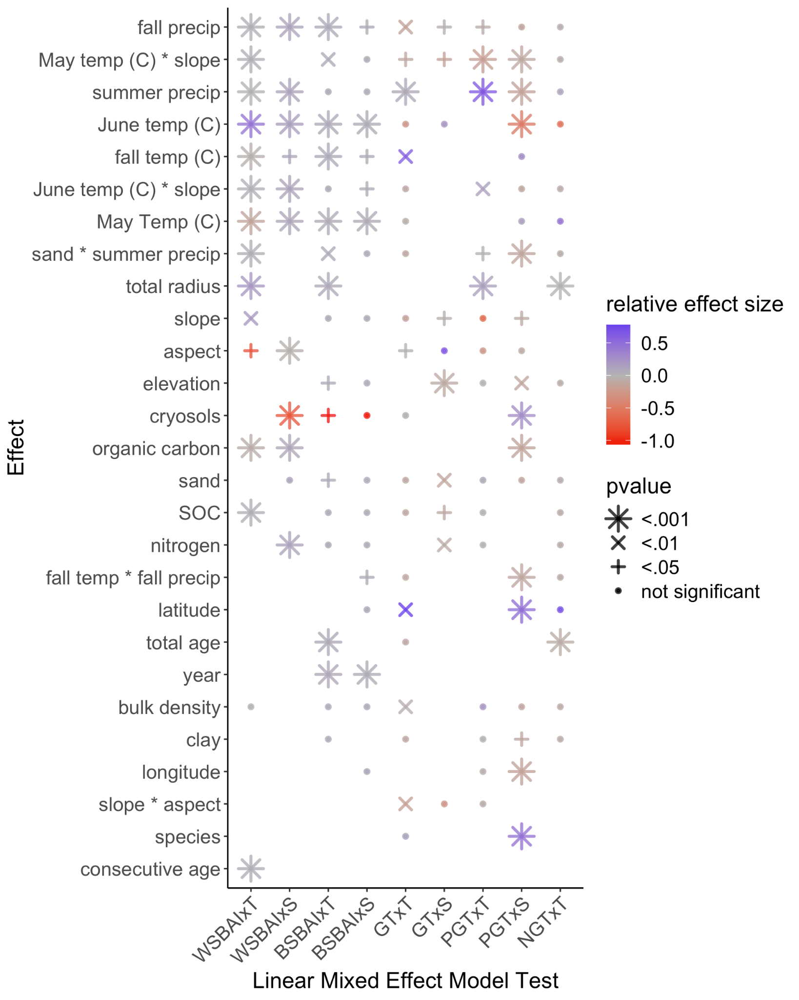 fall precip
May temp (C) * slope
summer precip
June temp (C)
fall temp (C)
June temp (C) * slope
May Temp (C)
sand * summer precip
total radius
slope
aspect
elevation
cryosols
organic carbon
sand
SOC
nitrogen
fall temp * fall precip
latitude
total age
year
bulk density
clay
longitude
slope * aspect
species
consecutive age
Effect
WSBAIxT
WSBAIxS
BSBAIxT
BSBAIxS
GTxT
GTxS
PGTxT
PGTxS
NGTxT
Linear Mixed Effect Model Test
relative effect size
0.5
0.0
-0.5
-1.0
pvalue
<.001
<.01
<.05
not significant